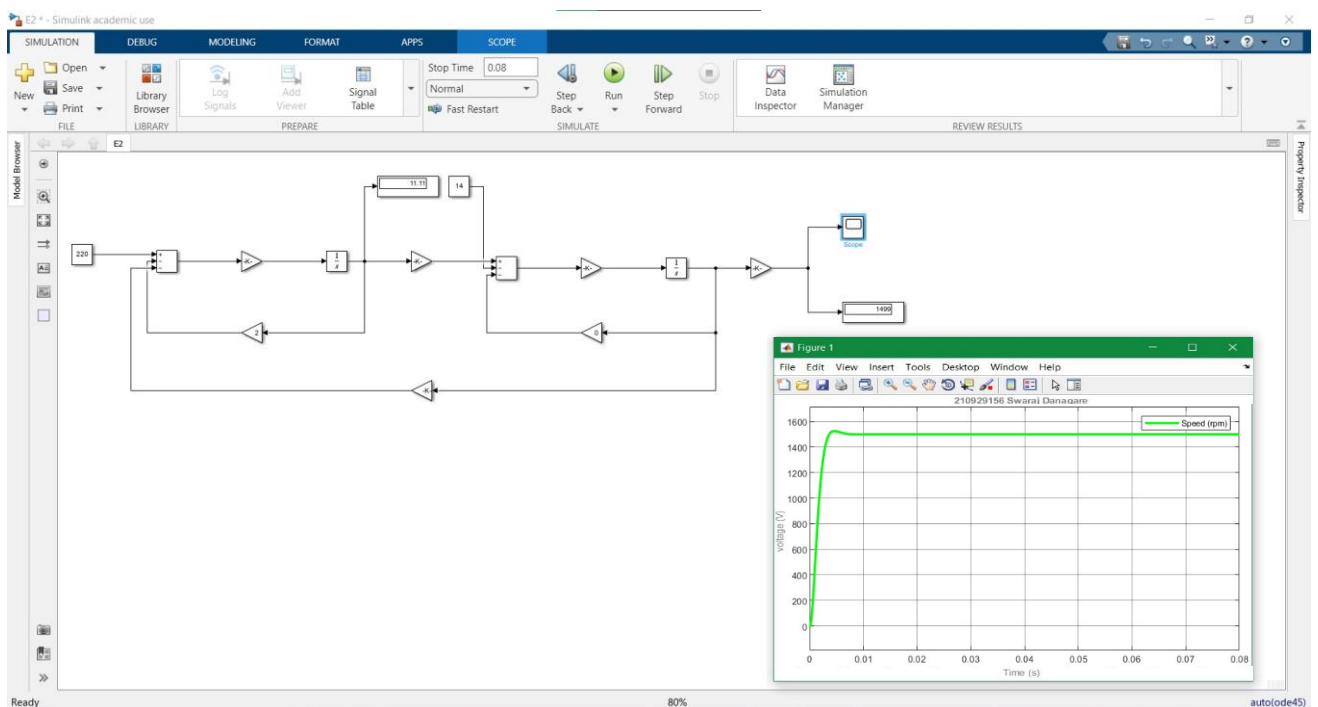 E2 * - Simulink academic use
SIMULATION DEBUG MODELING FORMAT APPS SCOPE
New
Open
Save
Print
FILE
Library Browser
LIBRARY
Log Signals
Add Viewer
Signal Table
PREPARE
Stop Time 0.08
Normal
Fast Restart
Step Back
Run
Step Forward
Stop
SIMULATE
Data Inspector
Simulation Manager
REVIEW RESULTS
Model Browser
E2
Property Inspector
11.11
14
220
+
-
-
-K-
1
s
-K-
+
-
-
-K-
1
s
-K-
Scope
1499
2
0
-K-
Figure 1
File Edit View Insert Tools Desktop Window Help
210929156 Swaraj Danagare
Speed (rpm)
1600
1400
1200
1000
800
600
400
200
0
voltage (V)
0 0.01 0.02 0.03 0.04 0.05 0.06 0.07 0.08
Time (s)
Ready 80% auto(ode45)